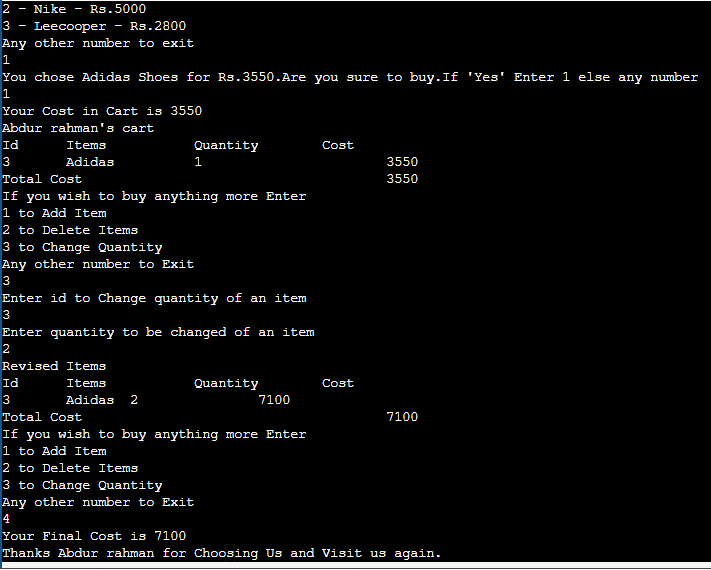 2 - Nike - Rs.5000
3 - Leecooper - Rs.2800
Any other number to exit
1
You chose Adidas Shoes for Rs.3550.Are you sure to buy.If 'Yes' Enter 1 else any number
1
Your Cost in Cart is 3550
Abdur rahman's cart
Id      Items           Quantity        Cost
3       Adidas          1                       3550
Total Cost                                      3550
If you wish to buy anything more Enter
1 to Add Item
2 to Delete Items
3 to Change Quantity
Any other number to Exit
3
Enter id to Change quantity of an item
3
Enter quantity to be changed of an item
2
Revised Items
Id      Items           Quantity        Cost
3       Adidas  2               7100
Total Cost                                      7100
If you wish to buy anything more Enter
1 to Add Item
2 to Delete Items
3 to Change Quantity
Any other number to Exit
4
Your Final Cost is 7100
Thanks Abdur rahman for Choosing Us and Visit us again.